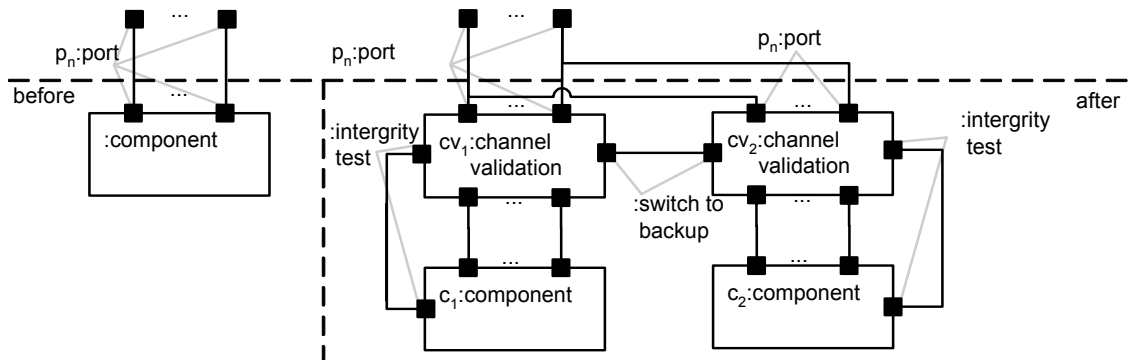 ... ...
pₙ:port pₙ:port pₙ:port
before after
... ... ...
:component :intergrity test cv₁:channel validation cv₂:channel validation :intergrity test
... ...
:switch to backup
... ...
c₁:component c₂:component